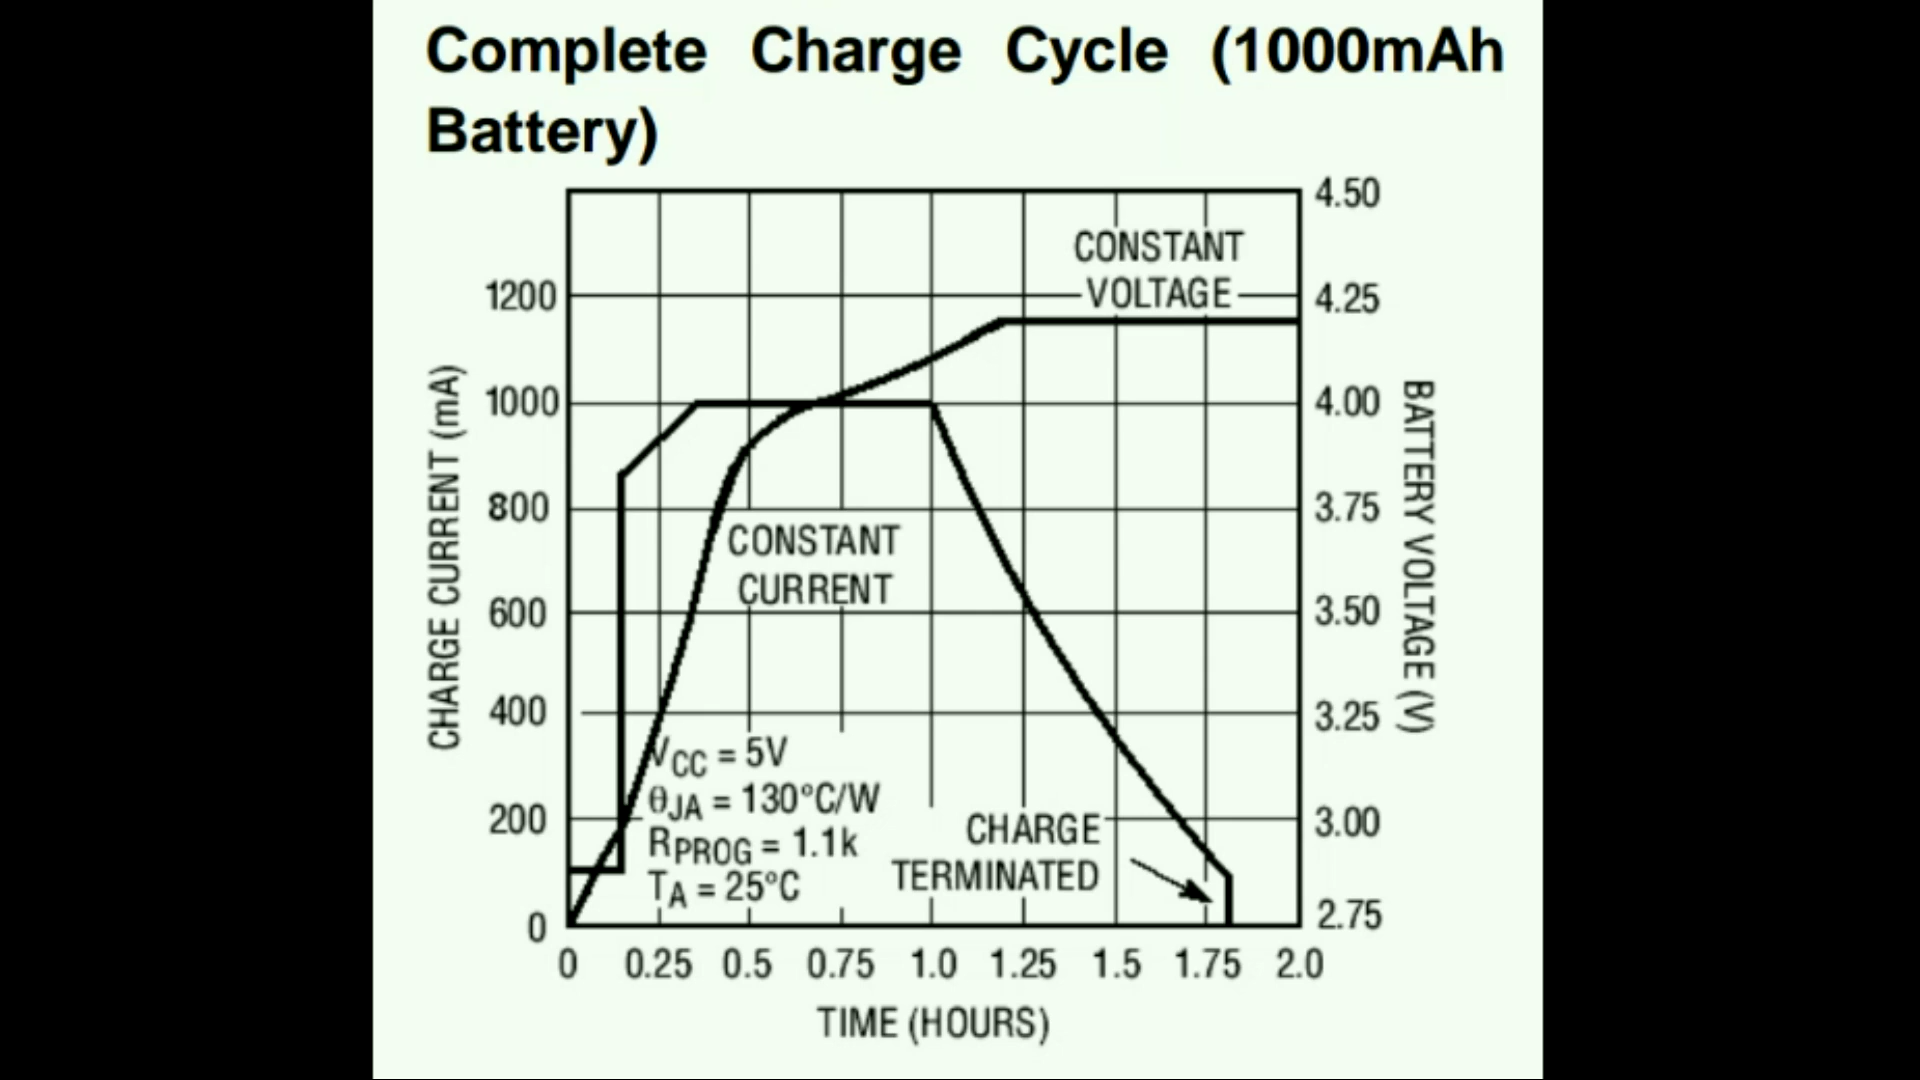 Complete Charge Cycle (1000mAh
Battery)
4.50
CONSTANT
VOLTAGE
1200
4.25
1000
4.00
800
3.75
CONSTANT
CURRENT
600
3.50
400
3.25
VCC = 5V
θJA = 130°C/W
RPROG = 1.1k
TA = 25°C
200
3.00
CHARGE
TERMINATED
0
2.75
0 0.25 0.5 0.75 1.0 1.25 1.5 1.75 2.0
TIME (HOURS)
CHARGE CURRENT (mA)
BATTERY VOLTAGE (V)